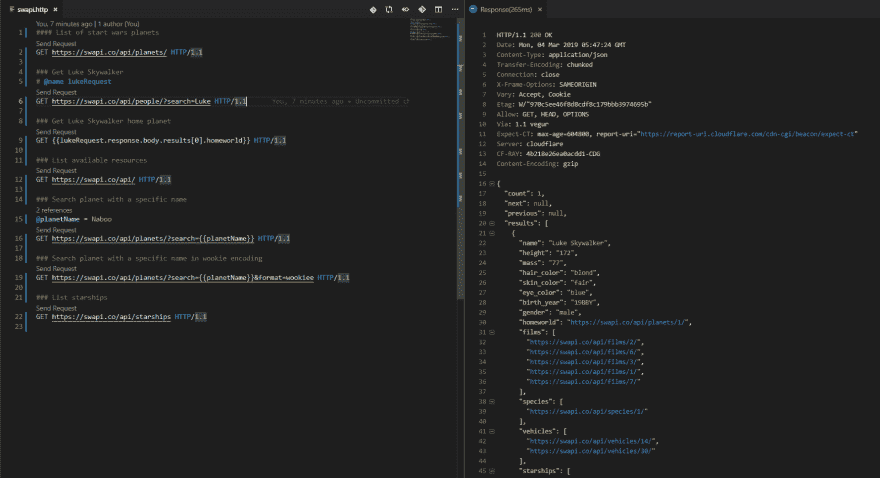 swapi.http
You, 7 minutes ago | 1 author (You)
1 #### List of start wars planets
Send Request
2 GET https://swapi.co/api/planets/ HTTP/1.1
3
4 ### Get Luke Skywalker
5 # @name lukeRequest
Send Request
6 GET https://swapi.co/api/people/?search=Luke HTTP/1.1 You, 7 minutes ago • Uncommitted ch
7
8 ### Get Luke Skywalker home planet
Send Request
9 GET {{lukeRequest.response.body.results[0].homeworld}} HTTP/1.1
10
11 ### List available resources
Send Request
12 GET https://swapi.co/api/ HTTP/1.1
13
14 ### Search planet with a specific name
2 references
15 @planetName = Naboo
Send Request
16 GET https://swapi.co/api/planets/?search={{planetName}} HTTP/1.1
17
18 ### Search planet with a specific name in wookie encoding
Send Request
19 GET https://swapi.co/api/planets/?search={{planetName}}&format=wookiee HTTP/1.1
20
21 ### List starships
Send Request
22 GET https://swapi.co/api/starships HTTP/1.1
23
Response(265ms)
1 HTTP/1.1 200 OK
2 Date: Mon, 04 Mar 2019 05:47:24 GMT
3 Content-Type: application/json
4 Transfer-Encoding: chunked
5 Connection: close
6 X-Frame-Options: SAMEORIGIN
7 Vary: Accept, Cookie
8 Etag: W/"970c5ee46f8d8cdf8c179bbb3974695b"
9 Allow: GET, HEAD, OPTIONS
10 Via: 1.1 vegur
11 Expect-CT: max-age=604800, report-uri="https://report-uri.cloudflare.com/cdn-cgi/beacon/expect-ct"
12 Server: cloudflare
13 CF-RAY: 4b218e26ea0acdd1-CDG
14 Content-Encoding: gzip
15
16 {
17 "count": 1,
18 "next": null,
19 "previous": null,
20 "results": [
21 {
22 "name": "Luke Skywalker",
23 "height": "172",
24 "mass": "77",
25 "hair_color": "blond",
26 "skin_color": "fair",
27 "eye_color": "blue",
28 "birth_year": "19BBY",
29 "gender": "male",
30 "homeworld": "https://swapi.co/api/planets/1/",
31 "films": [
32 "https://swapi.co/api/films/2/",
33 "https://swapi.co/api/films/6/",
34 "https://swapi.co/api/films/3/",
35 "https://swapi.co/api/films/1/",
36 "https://swapi.co/api/films/7/"
37 ],
38 "species": [
39 "https://swapi.co/api/species/1/"
40 ],
41 "vehicles": [
42 "https://swapi.co/api/vehicles/14/",
43 "https://swapi.co/api/vehicles/30/"
44 ],
45 "starships": [